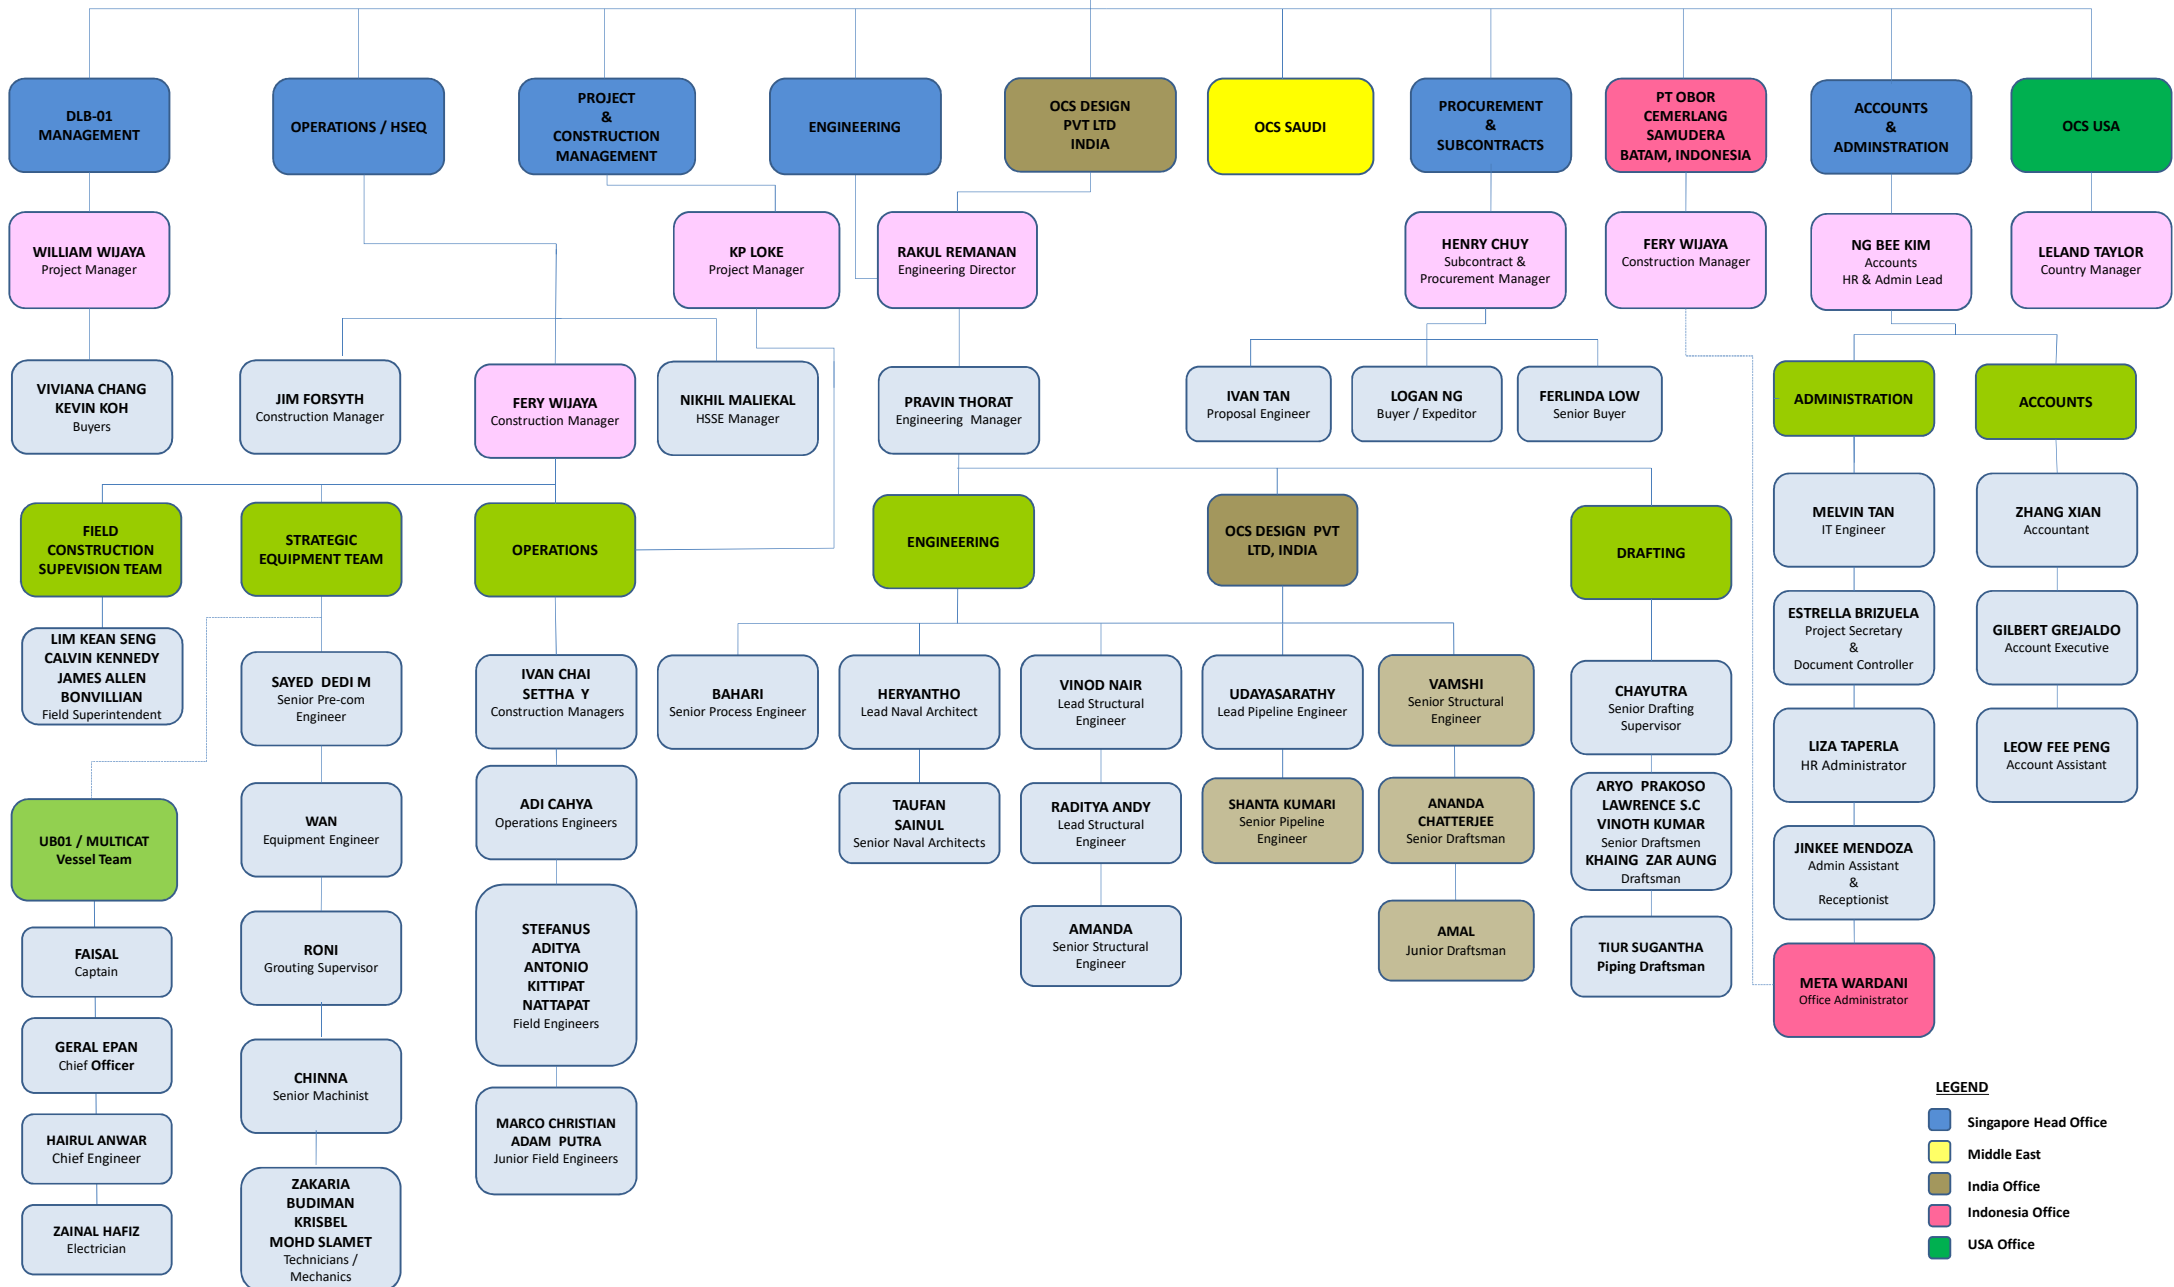 DLB-01
MANAGEMENT
OPERATIONS / HSEQ
PROJECT
&
CONSTRUCTION
MANAGEMENT
ENGINEERING
OCS DESIGN
PVT LTD
INDIA
OCS SAUDI
PROCUREMENT
&
SUBCONTRACTS
PT OBOR
CEMERLANG
SAMUDERA
BATAM, INDONESIA
ACCOUNTS
&
ADMINSTRATION
OCS USA
WILLIAM WIJAYA
Project Manager
KP LOKE
Project Manager
RAKUL REMANAN
Engineering Director
HENRY CHUY
Subcontract &
Procurement Manager
FERY WIJAYA
Construction Manager
NG BEE KIM
Accounts
HR & Admin Lead
LELAND TAYLOR
Country Manager
VIVIANA CHANG
KEVIN KOH
Buyers
JIM FORSYTH
Construction Manager
FERY WIJAYA
Construction Manager
NIKHIL MALIEKAL
HSSE Manager
PRAVIN THORAT
Engineering  Manager
IVAN TAN
Proposal Engineer
LOGAN NG
Buyer / Expeditor
FERLINDA LOW
Senior Buyer
ADMINISTRATION
ACCOUNTS
FIELD
CONSTRUCTION
SUPEVISION TEAM
STRATEGIC
EQUIPMENT TEAM
OPERATIONS
ENGINEERING
OCS DESIGN  PVT
LTD, INDIA
DRAFTING
MELVIN TAN
IT Engineer
ZHANG XIAN
Accountant
LIM KEAN SENG
CALVIN KENNEDY
JAMES ALLEN
BONVILLIAN
Field Superintendent
SAYED  DEDI M
Senior Pre-com
Engineer
IVAN CHAI
SETTHA  Y
Construction Managers
BAHARI
Senior Process Engineer
HERYANTHO
Lead Naval Architect
VINOD NAIR
Lead Structural
Engineer
UDAYASARATHY
Lead Pipeline Engineer
VAMSHI
Senior Structural
Engineer
CHAYUTRA
Senior Drafting
Supervisor
ESTRELLA BRIZUELA
Project Secretary
&
Document Controller
GILBERT GREJALDO
Account Executive
LIZA TAPERLA
HR Administrator
LEOW FEE PENG
Account Assistant
UB01 / MULTICAT
Vessel Team
WAN
Equipment Engineer
ADI CAHYA
Operations Engineers
TAUFAN
SAINUL
Senior Naval Architects
RADITYA ANDY
Lead Structural
Engineer
SHANTA KUMARI
Senior Pipeline
Engineer
ANANDA
CHATTERJEE
Senior Draftsman
ARYO  PRAKOSO
LAWRENCE S.C
VINOTH KUMAR
Senior Draftsmen
KHAING  ZAR AUNG
Draftsman
JINKEE MENDOZA
Admin Assistant
&
Receptionist
FAISAL
Captain
RONI
Grouting Supervisor
STEFANUS
ADITYA
ANTONIO
KITTIPAT
NATTAPAT
Field Engineers
AMANDA
Senior Structural
Engineer
AMAL
Junior Draftsman
TIUR SUGANTHA
Piping Draftsman
META WARDANI
Office Administrator
GERAL EPAN
Chief Officer
CHINNA
Senior Machinist
MARCO CHRISTIAN
ADAM  PUTRA
Junior Field Engineers
HAIRUL ANWAR
Chief Engineer
ZAKARIA
BUDIMAN
KRISBEL
MOHD SLAMET
Technicians /
Mechanics
ZAINAL HAFIZ
Electrician
LEGEND
Singapore Head Office
Middle East
India Office
Indonesia Office
USA Office